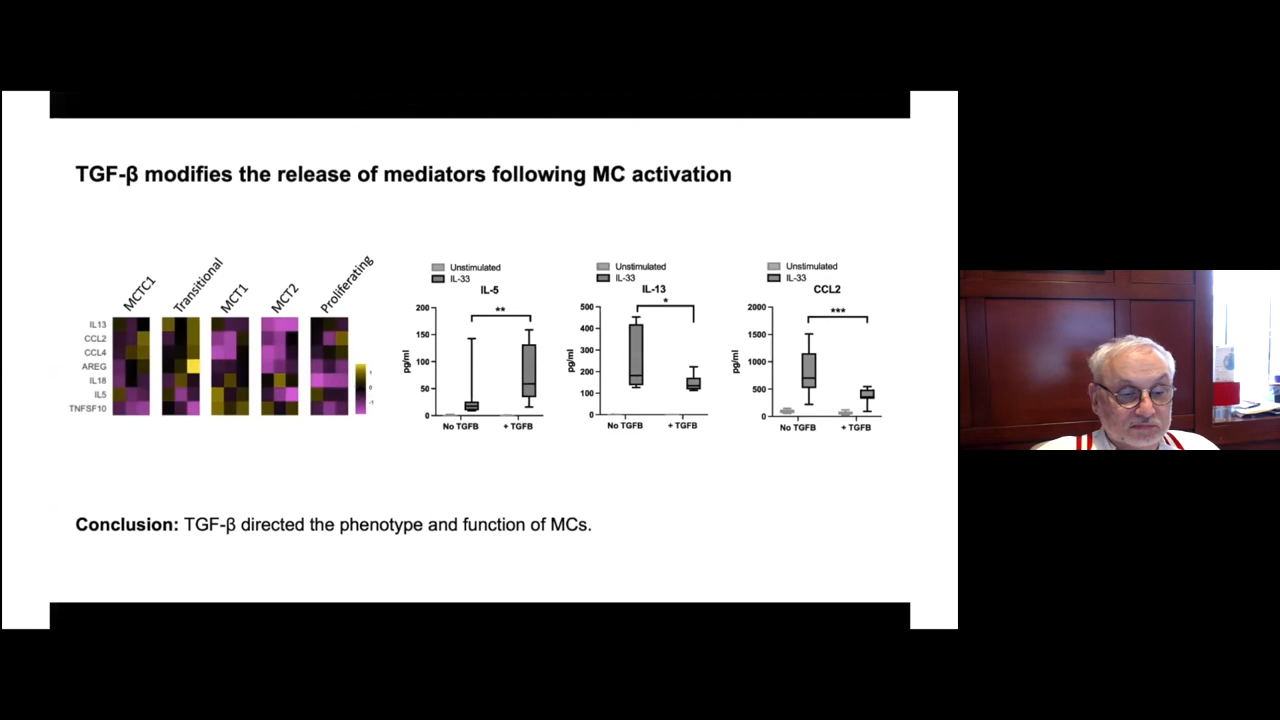 TGF-β modifies the release of mediators following MC activation
MCTC1
Transitional
MCT1
MCT2
Proliferating
IL13
CCL2
CCL4
AREG
IL18
IL5
TNFSF10
1
0
-1
Unstimulated
IL-33
IL-5
**
200
150
100
50
0
pg/ml
No TGFB
+ TGFB
Unstimulated
IL-33
IL-13
*
500
400
300
200
100
0
pg/ml
No TGFB
+ TGFB
Unstimulated
IL-33
CCL2
***
2000
1500
1000
500
0
pg/ml
No TGFB
+ TGFB
Conclusion: TGF-β directed the phenotype and function of MCs.